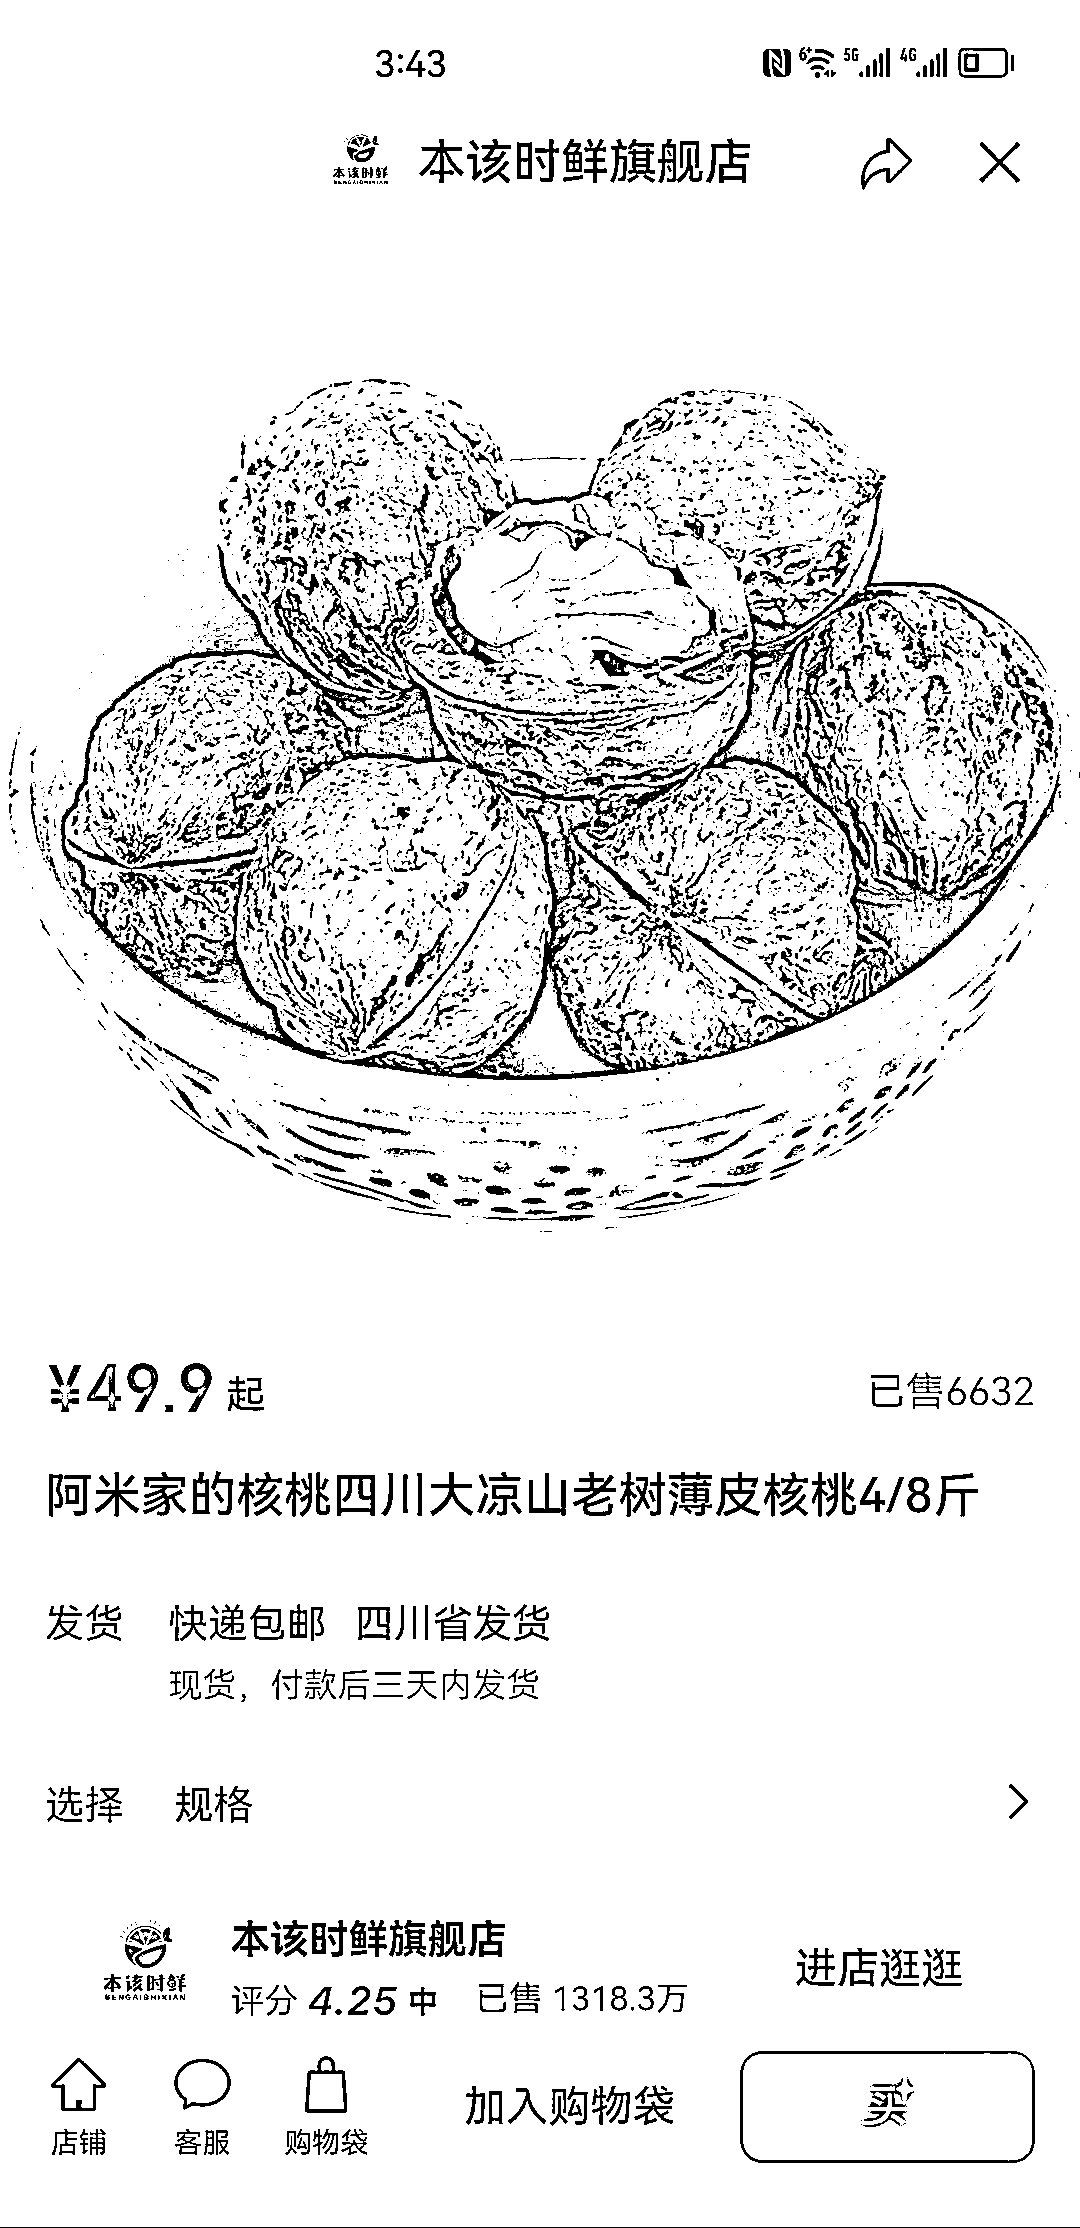 3:43
6+ 5G 4G
本该时鲜
BENGAISHIXIAN
本该时鲜旗舰店
¥49.9 起
已售6632
阿米家的核桃四川大凉山老树薄皮核桃4/8斤
发货 快递包邮 四川省发货
现货，付款后三天内发货
选择 规格
本该时鲜
BENGAISHIXIAN
本该时鲜旗舰店
评分 4.25 中 已售 1318.3万
进店逛逛
店铺
客服
购物袋
加入购物袋